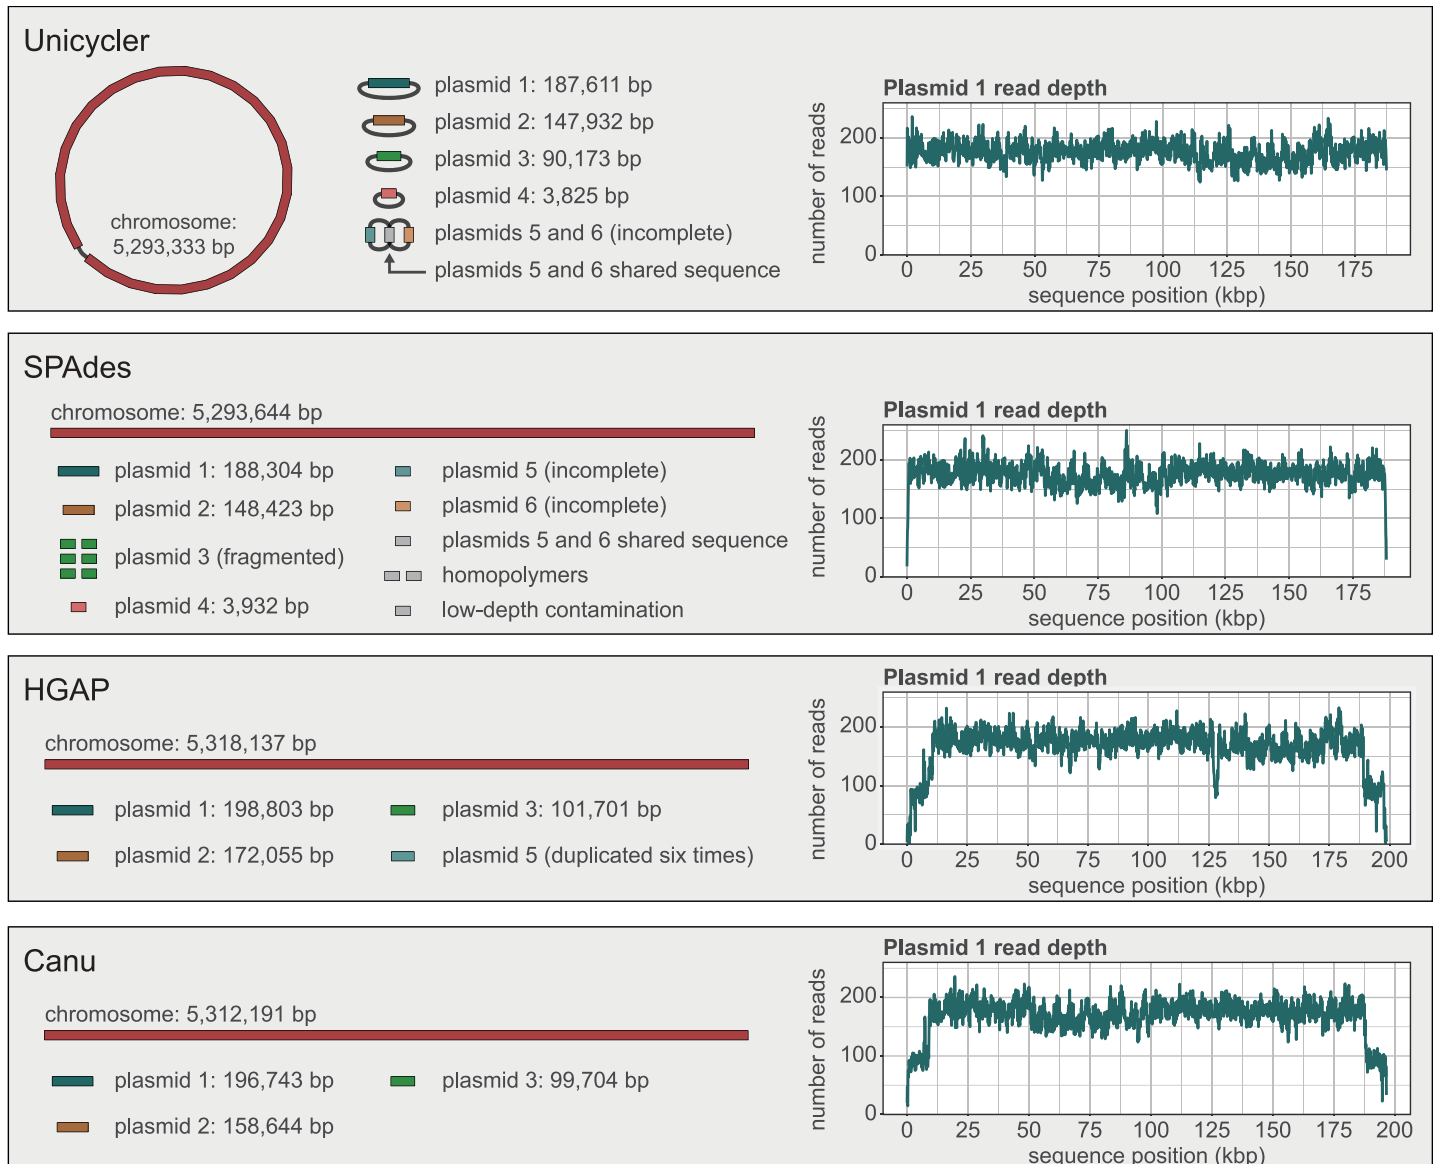 Unicycler
chromosome:
5,293,333 bp
plasmid 1: 187,611 bp
plasmid 2: 147,932 bp
plasmid 3: 90,173 bp
plasmid 4: 3,825 bp
plasmids 5 and 6 (incomplete)
plasmids 5 and 6 shared sequence
Plasmid 1 read depth
number of reads
200
100
0
0 25 50 75 100 125 150 175
sequence position (kbp)
SPAdes
chromosome: 5,293,644 bp
plasmid 1: 188,304 bp
plasmid 2: 148,423 bp
plasmid 3 (fragmented)
plasmid 4: 3,932 bp
plasmid 5 (incomplete)
plasmid 6 (incomplete)
plasmids 5 and 6 shared sequence
homopolymers
low-depth contamination
Plasmid 1 read depth
number of reads
200
100
0
0 25 50 75 100 125 150 175
sequence position (kbp)
HGAP
chromosome: 5,318,137 bp
plasmid 1: 198,803 bp
plasmid 2: 172,055 bp
plasmid 3: 101,701 bp
plasmid 5 (duplicated six times)
Plasmid 1 read depth
number of reads
200
100
0
0 25 50 75 100 125 150 175 200
sequence position (kbp)
Canu
chromosome: 5,312,191 bp
plasmid 1: 196,743 bp
plasmid 2: 158,644 bp
plasmid 3: 99,704 bp
Plasmid 1 read depth
number of reads
200
100
0
0 25 50 75 100 125 150 175 200
sequence position (kbp)